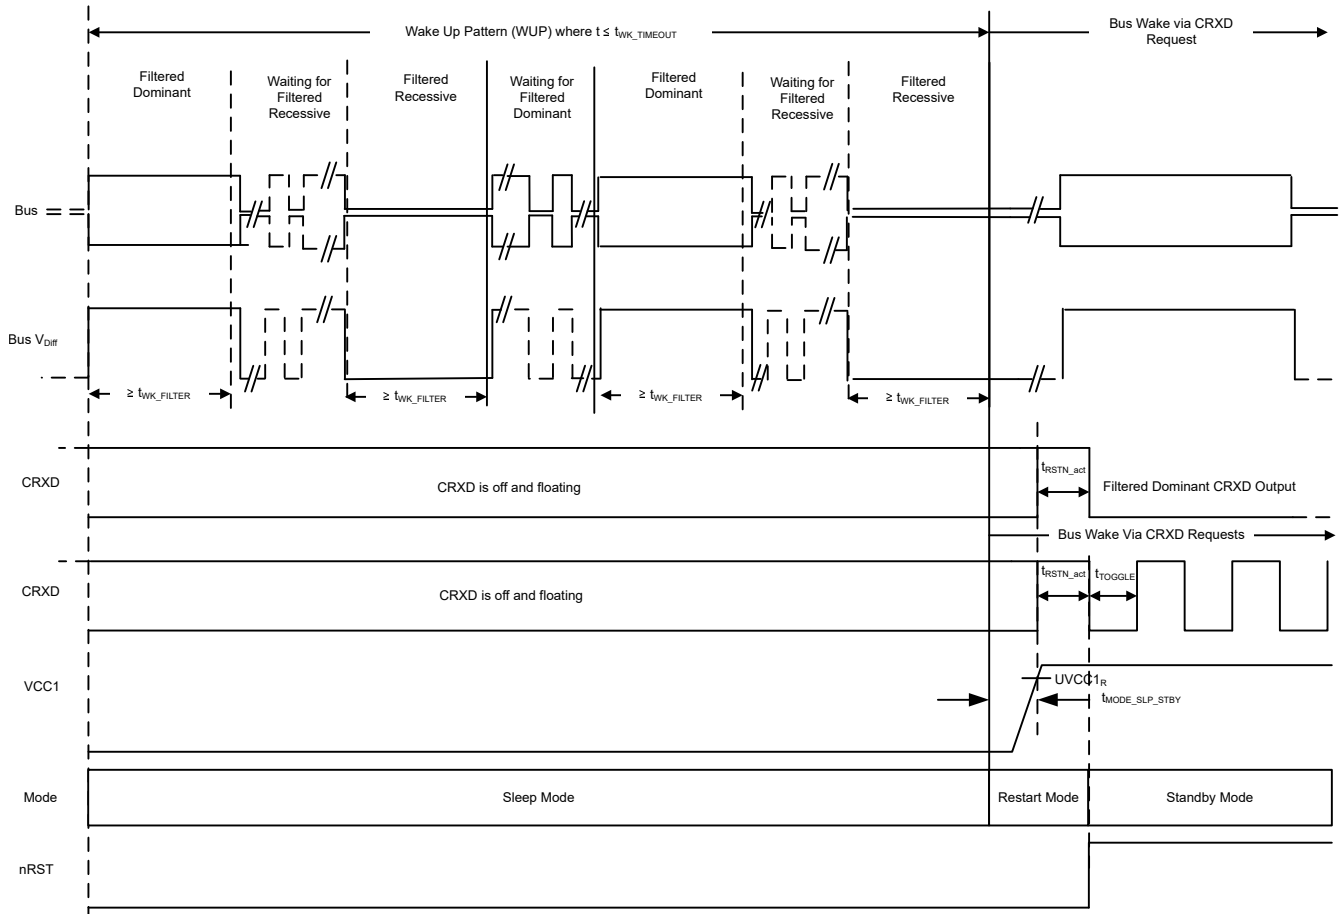 Wake Up Pattern (WUP) where t ≤ tWK_TIMEOUT
Bus Wake via CRXD
Request
Filtered
Dominant
Waiting for
Filtered
Recessive
Filtered
Recessive
Waiting for
Filtered
Dominant
Filtered
Dominant
Waiting for
Filtered
Recessive
Filtered
Recessive
Bus
Bus VDiff
≥ tWK_FILTER
≥ tWK_FILTER
≥ tWK_FILTER
≥ tWK_FILTER
CRXD
CRXD is off and floating
tRSTN_act
Filtered Dominant CRXD Output
Bus Wake Via CRXD Requests
CRXD
CRXD is off and floating
tRSTN_act
tTOGGLE
VCC1
UVCC1R
tMODE_SLP_STBY
Mode
Sleep Mode
Restart Mode
Standby Mode
nRST